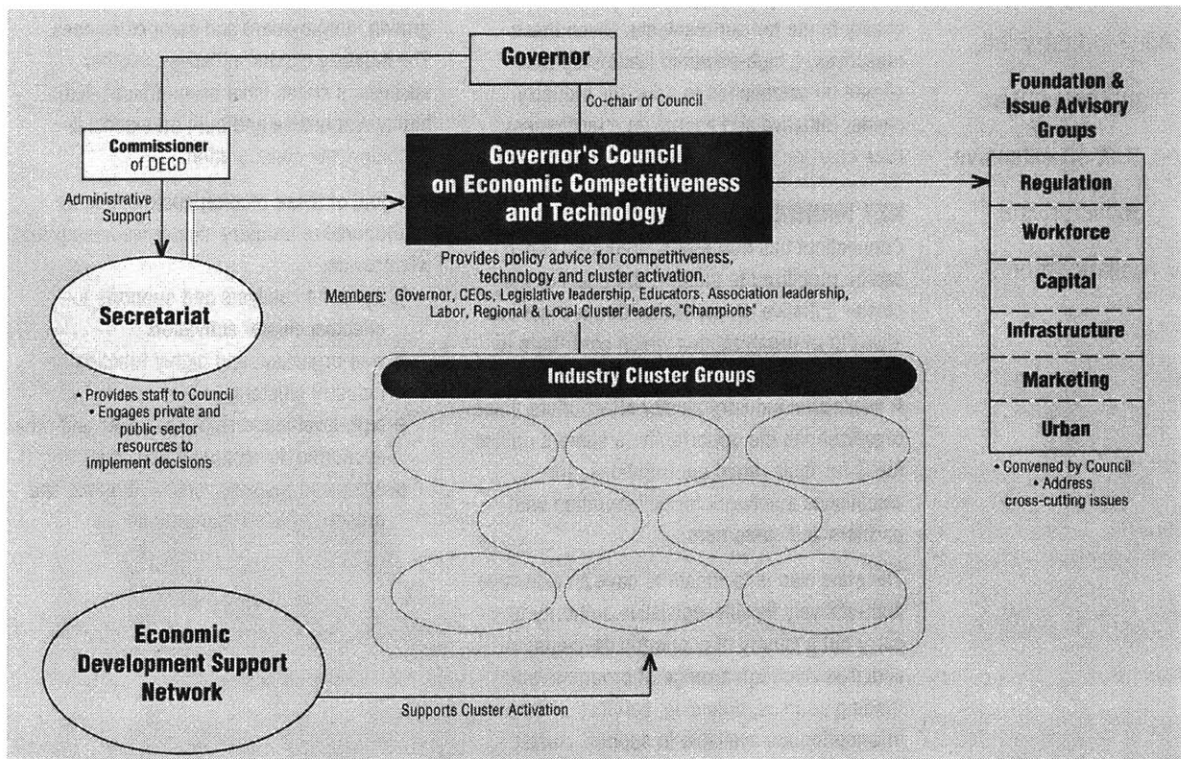 Governor
Co-chair of Council
Commissioner
of DECD
Administrative
Support
Governor's Council
on Economic Competitiveness
and Technology
Provides policy advice for competitiveness,
technology and cluster activation.
Members: Governor, CEOs, Legislative leadership, Educators, Association leadership,
Labor, Regional & Local Cluster leaders, "Champions"
Foundation &
Issue Advisory
Groups
Regulation
Workforce
Capital
Infrastructure
Marketing
Urban
• Convened by Council
• Address
cross-cutting issues
Secretariat
• Provides staff to Council
• Engages private and
public sector
resources to
implement decisions
Industry Cluster Groups
Economic
Development Support
Network
Supports Cluster Activation